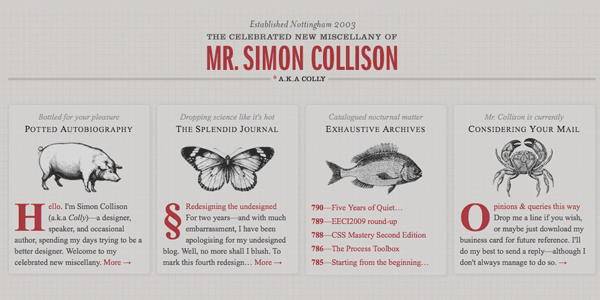 Established Nottingham 2003
THE CELEBRATED NEW MISCELLANY OF
MR. SIMON COLLISON
* A.K.A COLLY
Bottled for your pleasure
POTTED AUTOBIOGRAPHY
Hello. I'm Simon Collison
(a.k.a Colly)—a designer,
speaker, and occasional
author, spending my days trying to be a
better designer. Welcome to my
celebrated new miscellany. More →
Dropping science like it's hot
THE SPLENDID JOURNAL
§ Redesigning the undesigned
For two years—and with much
embarrassment, I have been
apologising for my undesigned
blog. Well, no more shall I blush. To
mark this fourth redesign… More →
Catalogued nocturnal matter
EXHAUSTIVE ARCHIVES
790—Five Years of Quiet…
789—EECI2009 round-up
788—CSS Mastery Second Edition
786—The Process Toolbox
785—Starting from the beginning…
Mr. Collison is currently
CONSIDERING YOUR MAIL
Opinions & queries this way
Drop me a line if you wish,
or maybe just download my
business card for future reference. I'll
do my best to send a reply—although I
don't always manage to do so. →